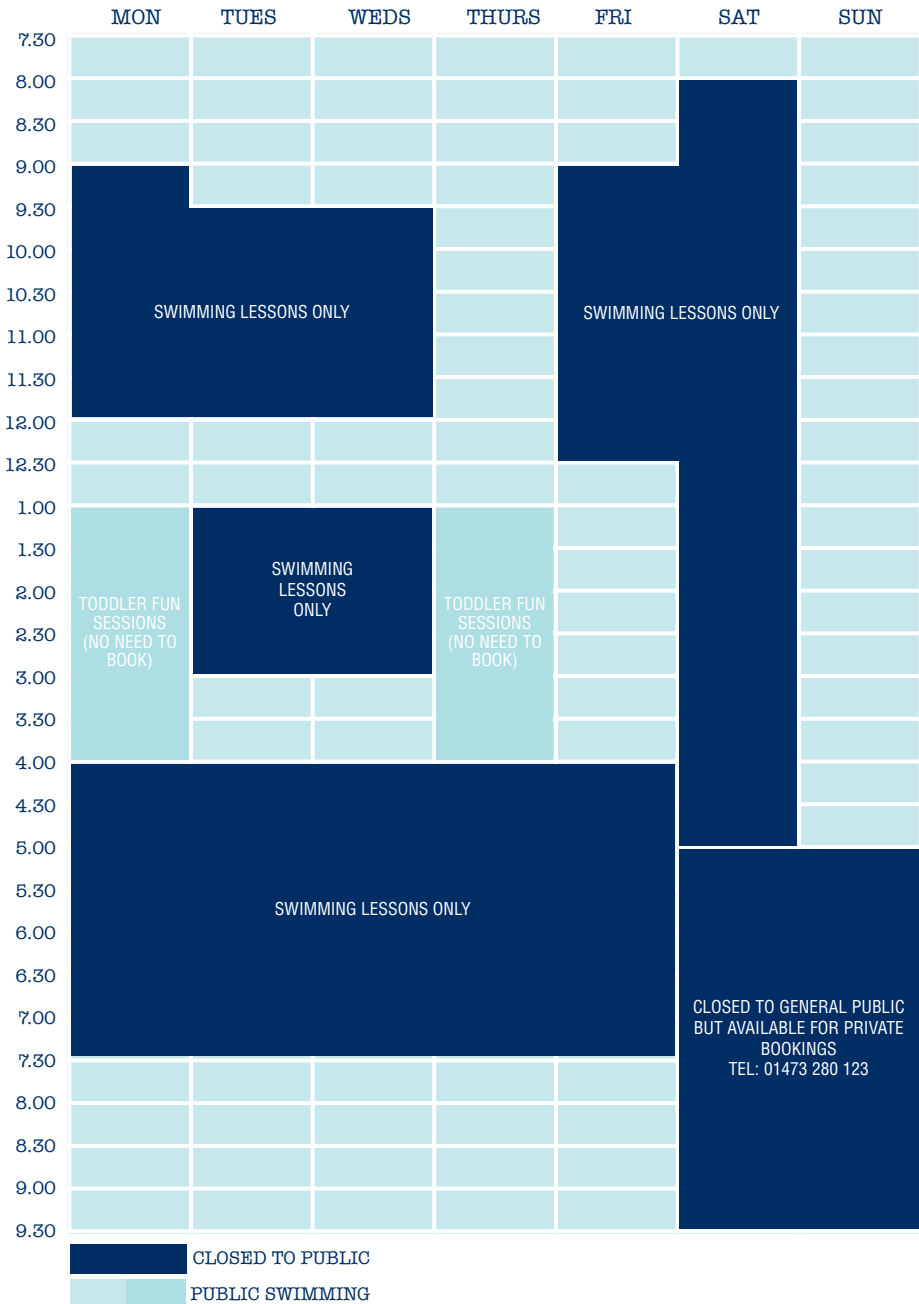 MON TUES WEDS THURS FRI SAT SUN
7.30
8.00
8.30
9.00
9.30
10.00
10.30
11.00
11.30
12.00
12.30
1.00
1.30
2.00
2.30
3.00
3.30
4.00
4.30
5.00
5.30
6.00
6.30
7.00
7.30
8.00
8.30
9.00
9.30
SWIMMING LESSONS ONLY
SWIMMING LESSONS ONLY
TODDLER FUN
SESSIONS
(NO NEED TO
BOOK)
SWIMMING
LESSONS
ONLY
TODDLER FUN
SESSIONS
(NO NEED TO
BOOK)
SWIMMING LESSONS ONLY
CLOSED TO GENERAL PUBLIC
BUT AVAILABLE FOR PRIVATE
BOOKINGS
TEL: 01473 280 123
CLOSED TO PUBLIC
PUBLIC SWIMMING